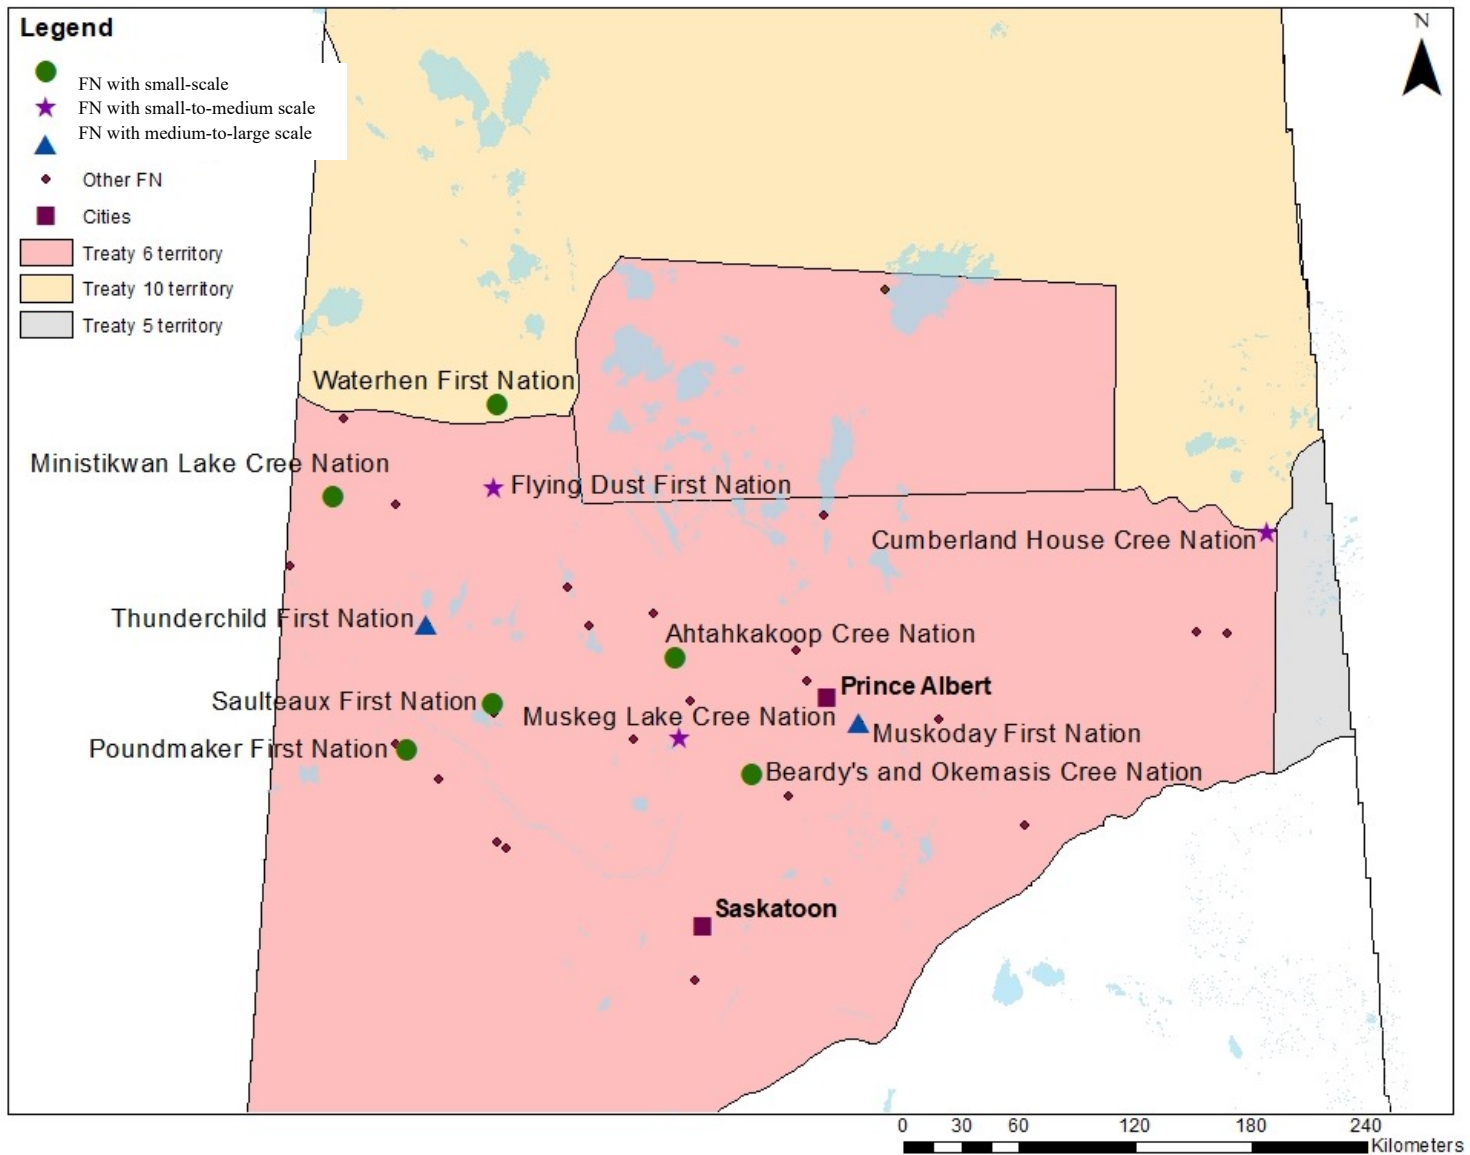 Legend
FN with small-scale
FN with small-to-medium scale
FN with medium-to-large scale
Other FN
Cities
Treaty 6 territory
Treaty 10 territory
Treaty 5 territory
N
Waterhen First Nation
Ministikwan Lake Cree Nation
Flying Dust First Nation
Cumberland House Cree Nation
Thunderchild First Nation
Ahtahkakoop Cree Nation
Prince Albert
Saulteaux First Nation
Muskeg Lake Cree Nation
Muskoday First Nation
Poundmaker First Nation
Beardy's and Okemasis Cree Nation
Saskatoon
0 30 60 120 180 240
Kilometers